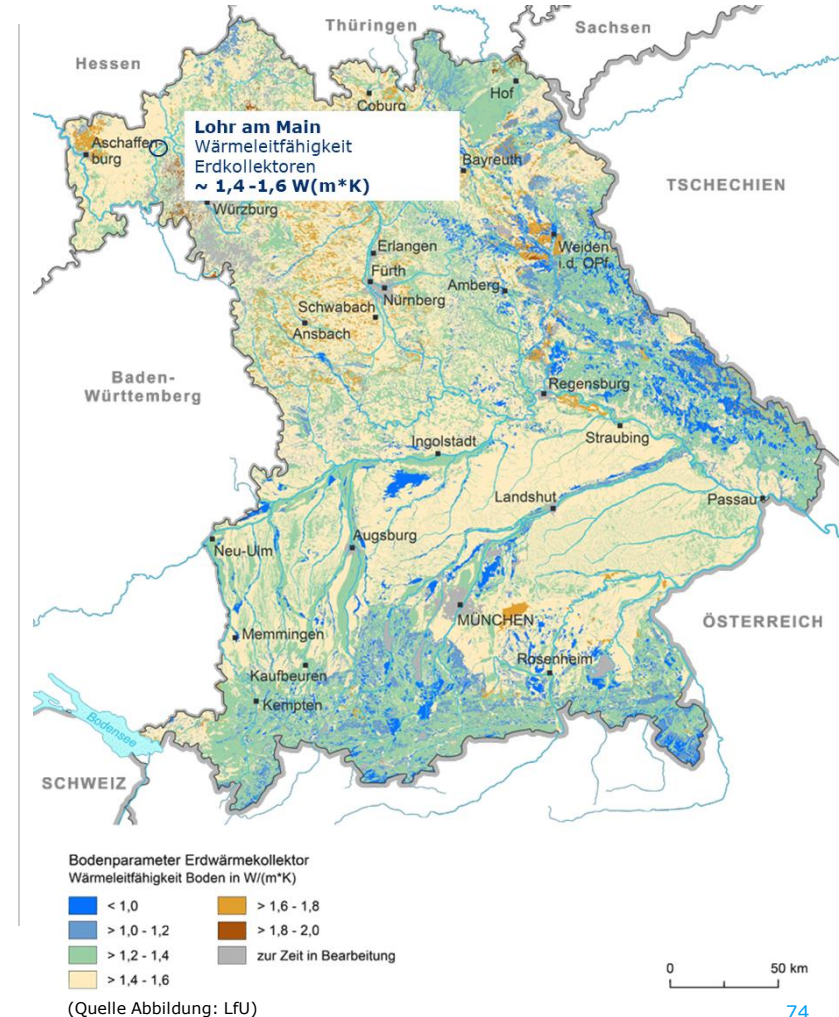 Thüringen
Sachsen
Hessen
Hof
Coburg
Lohr am Main
Wärmeleitfähigkeit
Erdkollektoren
~ 1,4 -1,6 W(m*K)
Aschaffen
burg
Bayreuth
TSCHECHIEN
Würzburg
Erlangen
Weiden
i.d. OPf.
Fürth
Nürnberg
Amberg
Schwabach
Ansbach
Baden-
Württemberg
Regensburg
Straubing
Ingolstadt
Landshut
Passau
Augsburg
Neu-Ulm
MÜNCHEN
ÖSTERREICH
Memmingen
Rosenheim
Kaufbeuren
Kempten
Bodensee
SCHWEIZ
Bodenparameter Erdwärmekollektor
Wärmeleitfähigkeit Boden in W/(m*K)
< 1,0
> 1,6 - 1,8
> 1,0 - 1,2
> 1,8 - 2,0
> 1,2 - 1,4
zur Zeit in Bearbeitung
> 1,4 - 1,6
0 50 km
(Quelle Abbildung: LfU)
74